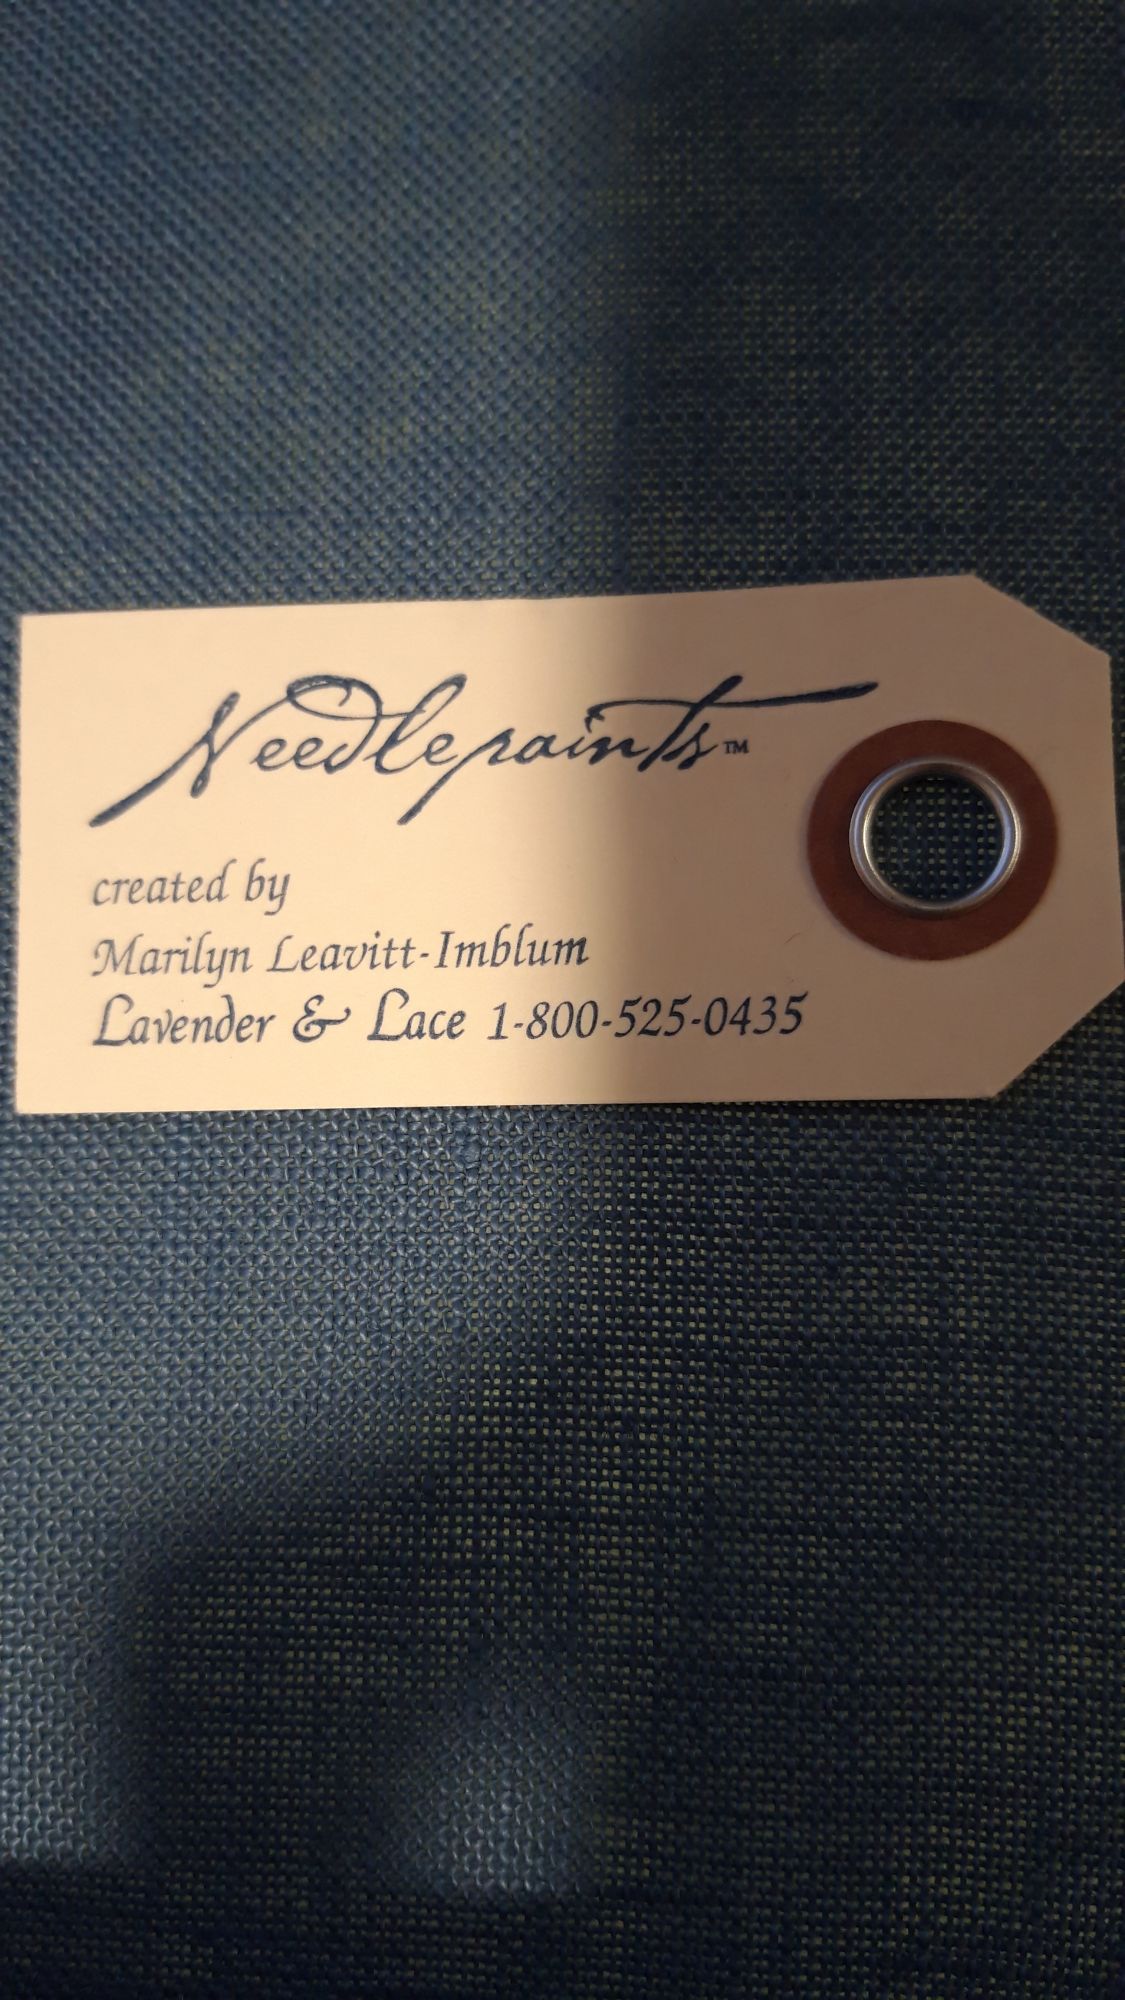 Needlepaints™
created by
Marilyn Leavitt-Imblum
Lavender & Lace 1-800-525-0435